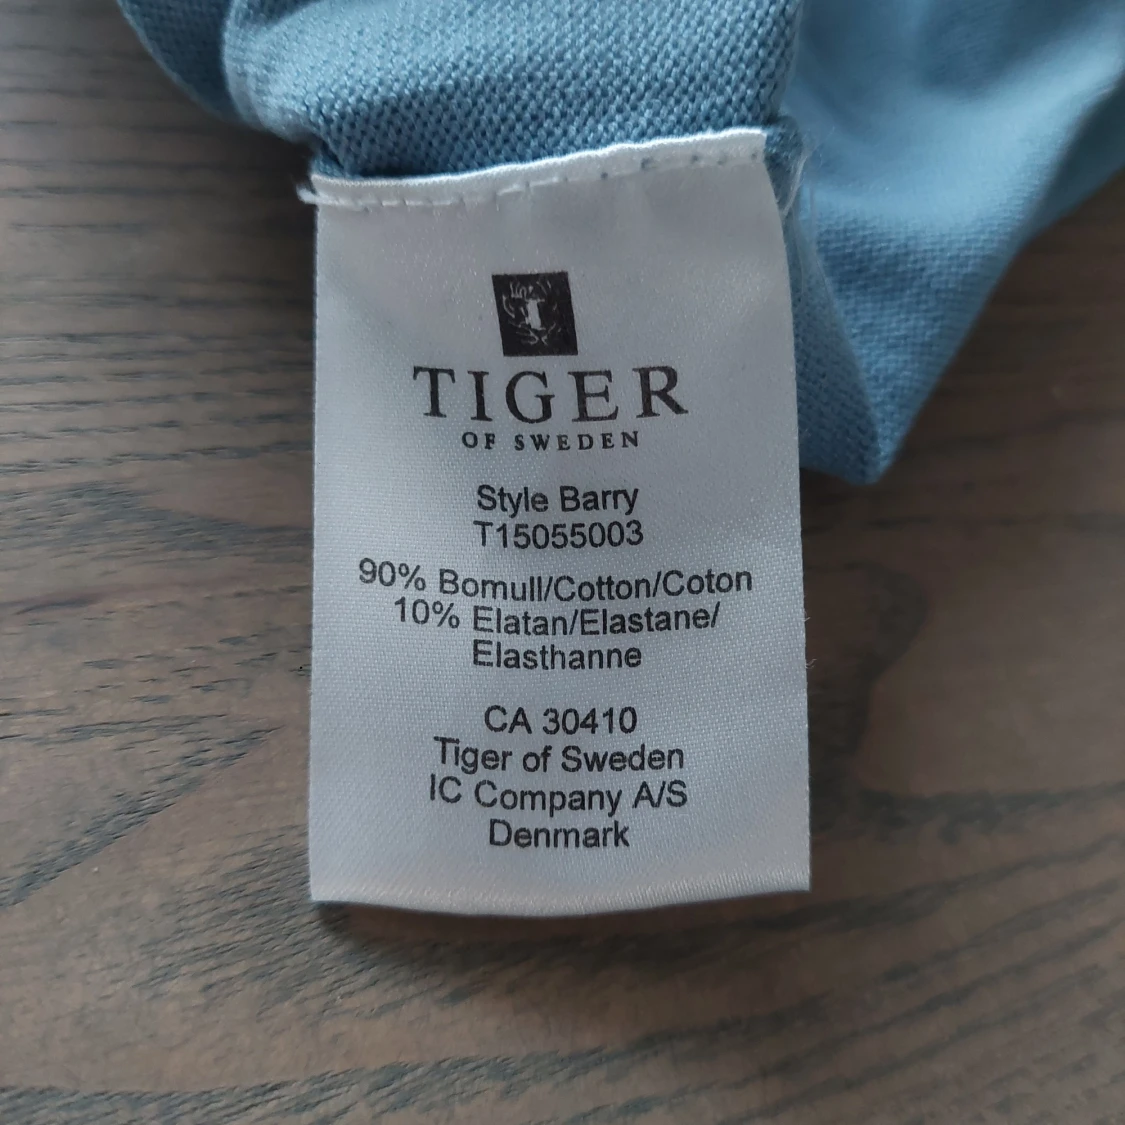 TIGER
OF SWEDEN
Style Barry
T15055003
90% Bomull/Cotton/Coton
10% Elatan/Elastane/
Elasthanne
CA 30410
Tiger of Sweden
IC Company A/S
Denmark